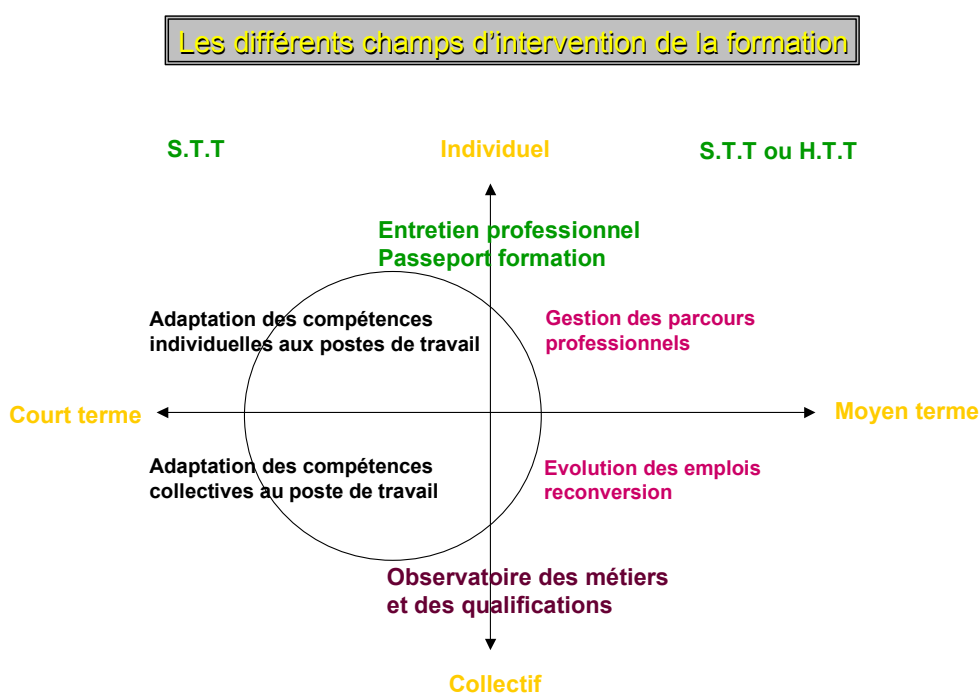 Les différents champs d'intervention de la formation
S.T.T
Individuel
S.T.T ou H.T.T
Entretien professionnel
Passeport formation
Adaptation des compétences
individuelles aux postes de travail
Gestion des parcours
professionnels
Court terme
Moyen terme
Adaptation des compétences
collectives au poste de travail
Evolution des emplois
reconversion
Observatoire des métiers
et des qualifications
Collectif